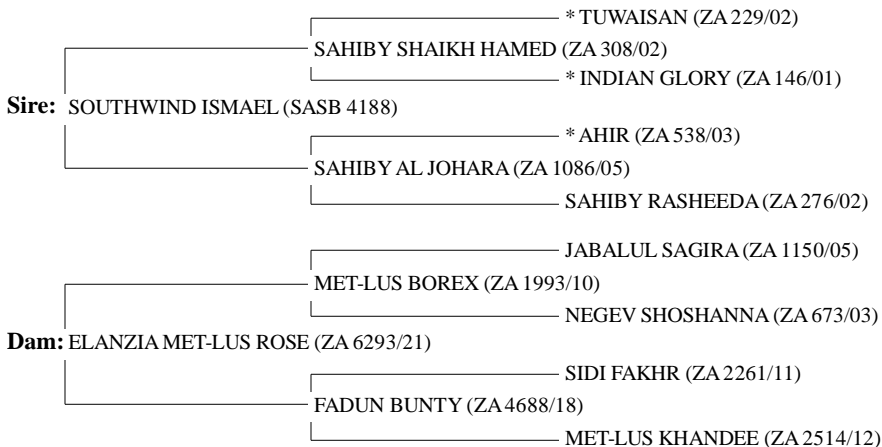 * TUWAISAN (ZA 229/02)
SAHIBY SHAIKH HAMED (ZA 308/02)
* INDIAN GLORY (ZA 146/01)
Sire: SOUTHWIND ISMAEL (SASB 4188)
* AHIR (ZA 538/03)
SAHIBY AL JOHARA (ZA 1086/05)
SAHIBY RASHEEDA (ZA 276/02)
JABALUL SAGIRA (ZA 1150/05)
MET-LUS BOREX (ZA 1993/10)
NEGEV SHOSHANNA (ZA 673/03)
Dam: ELANZIA MET-LUS ROSE (ZA 6293/21)
SIDI FAKHR (ZA 2261/11)
FADUN BUNTY (ZA 4688/18)
MET-LUS KHANDEE (ZA 2514/12)